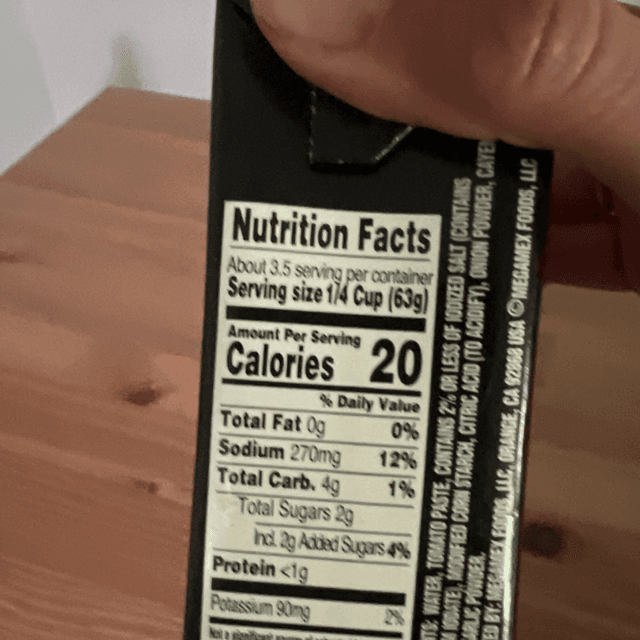 Nutrition Facts
About 3.5 serving per container
Serving size 1/4 Cup (63g)
Amount Per Serving
Calories 20
% Daily Value
Total Fat 0g 0%
Sodium 270mg 12%
Total Carb. 4g 1%
Total Sugars 2g
Incl. 2g Added Sugars 4%
Protein <1g
Potassium 90mg 2%
WATER, TOMATO PASTE, CONTAINS 2% OR LESS OF IODIZED SALT (CONTAINS
MODIFIED CORN STARCH, CITRIC ACID (TO ACIDIFY), ONION POWDER,
POWDER.
FOODS, LLC. ORANGE, CA 92868 USA © MEGAMEX FOODS, LLC